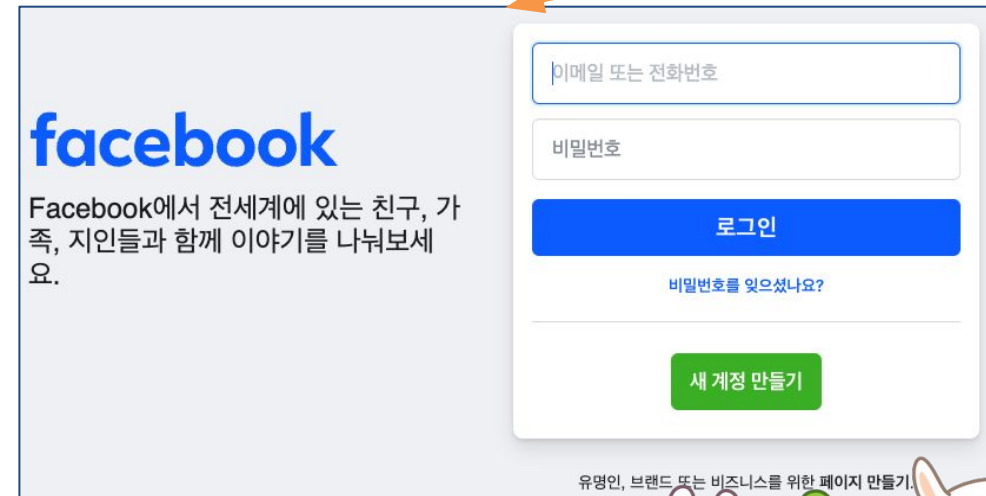 facebook
Facebook에서 전세계에 있는 친구, 가
족, 지인들과 함께 이야기를 나눠보세
요.
이메일 또는 전화번호
비밀번호
로그인
비밀번호를 잊으셨나요?
새 계정 만들기
유명인, 브랜드 또는 비즈니스를 위한 페이지 만들기.